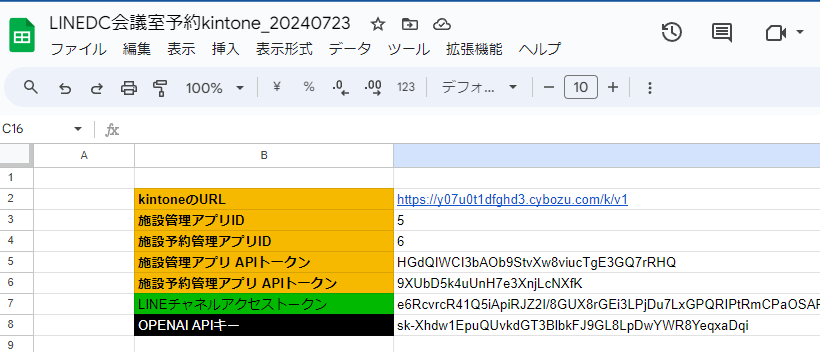 LINEDC会議室予約kintone_20240723
ファイル 編集 表示 挿入 表示形式 データ ツール 拡張機能 ヘルプ
100% ¥ % .0 .00 123 デフォ... 10
C16 fx
A B
1
2 kintoneのURL https://y07u0t1dfghd3.cybozu.com/k/v1
3 施設管理アプリID 5
4 施設予約管理アプリID 6
5 施設管理アプリ APIトークン HGdQIWCI3bAOb9StvXw8viucTgE3GQ7rRHQ
6 施設予約管理アプリ APIトークン 9XUbD5k4uUnH7e3XnjLcNXfK
7 LINEチャネルアクセストークン e6RcvrcR41Q5iApiRJZ2I/8GUX8rGEi3LPjDu7LxGPQRIPtRmCPaOSAF
8 OPENAI APIキー sk-Xhdw1EpuQUvkdGT3BlbkFJ9GL8LpDwYWR8YeqxaDqi
9